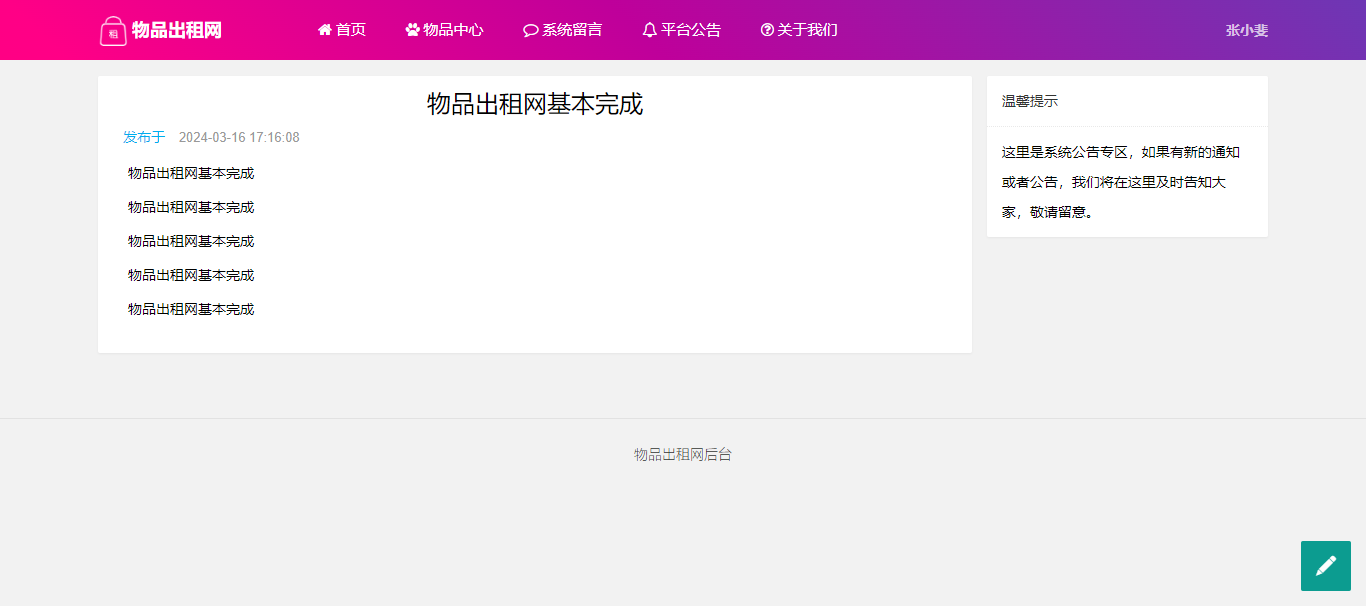 租 物品出租网 首页 物品中心 系统留言 平台公告 关于我们 张小斐
物品出租网基本完成
发布于 2024-03-16 17:16:08
物品出租网基本完成
物品出租网基本完成
物品出租网基本完成
物品出租网基本完成
物品出租网基本完成
温馨提示
这里是系统公告专区，如果有新的通知
或者公告，我们将在这里及时告知大
家，敬请留意。
物品出租网后台